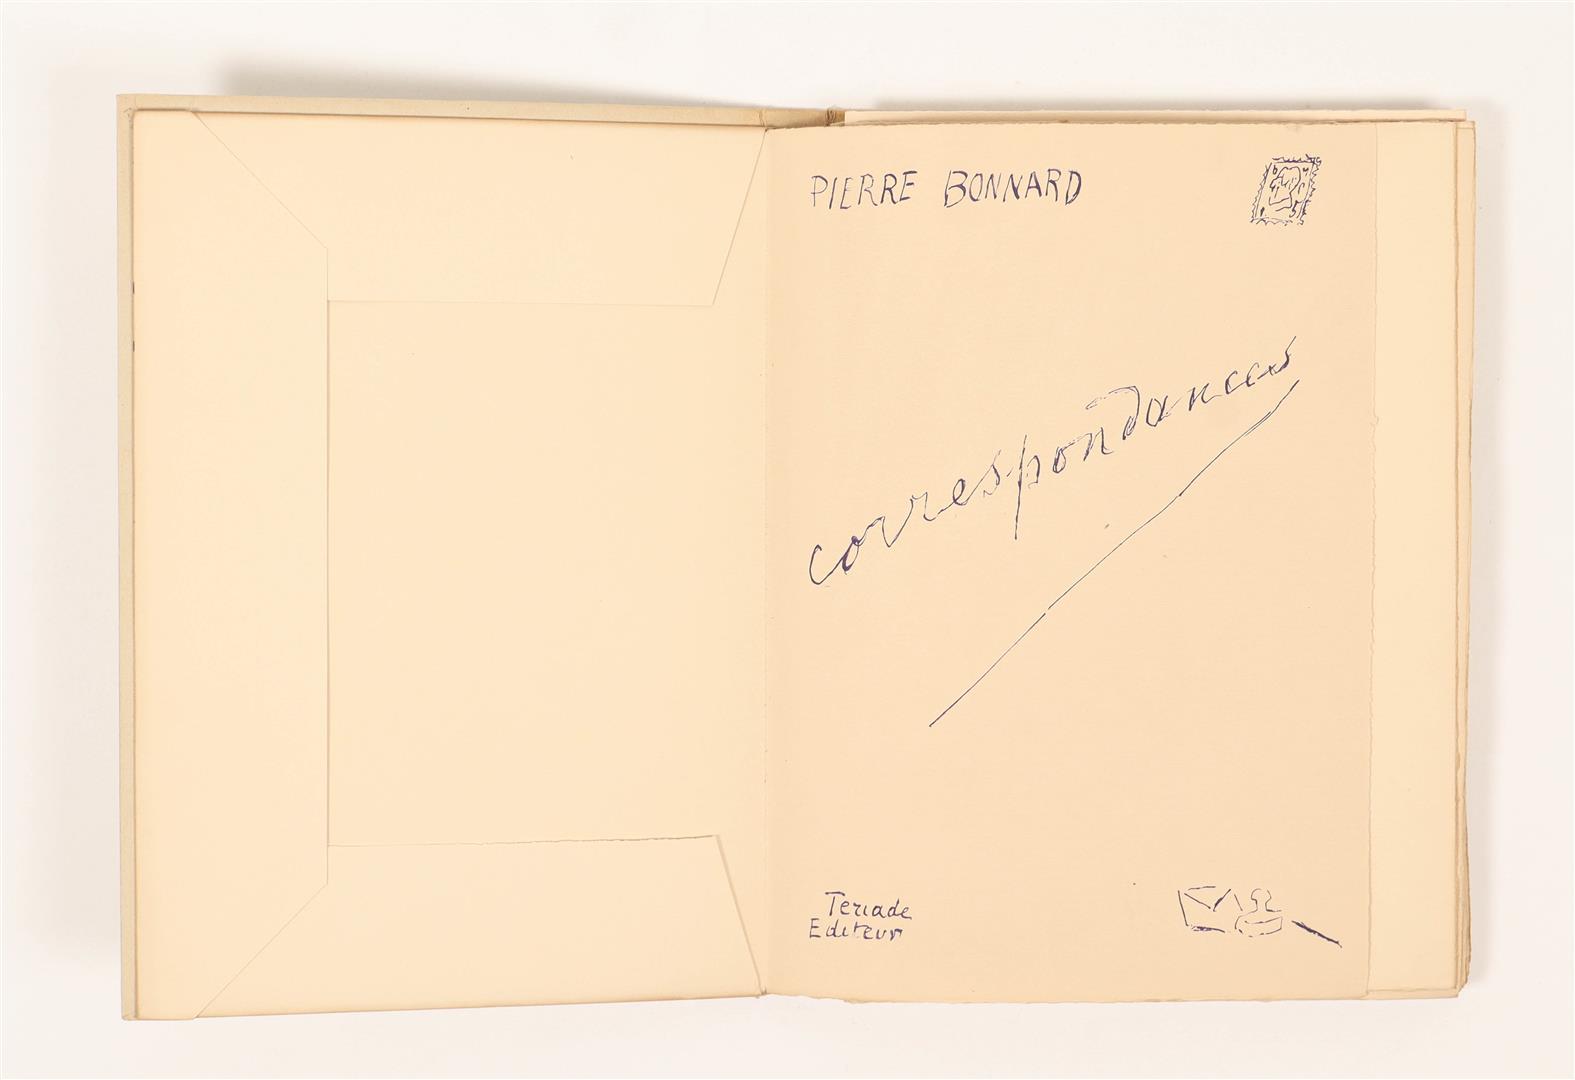 PIERRE BONNARD
correspondances
Teriade
Editeur